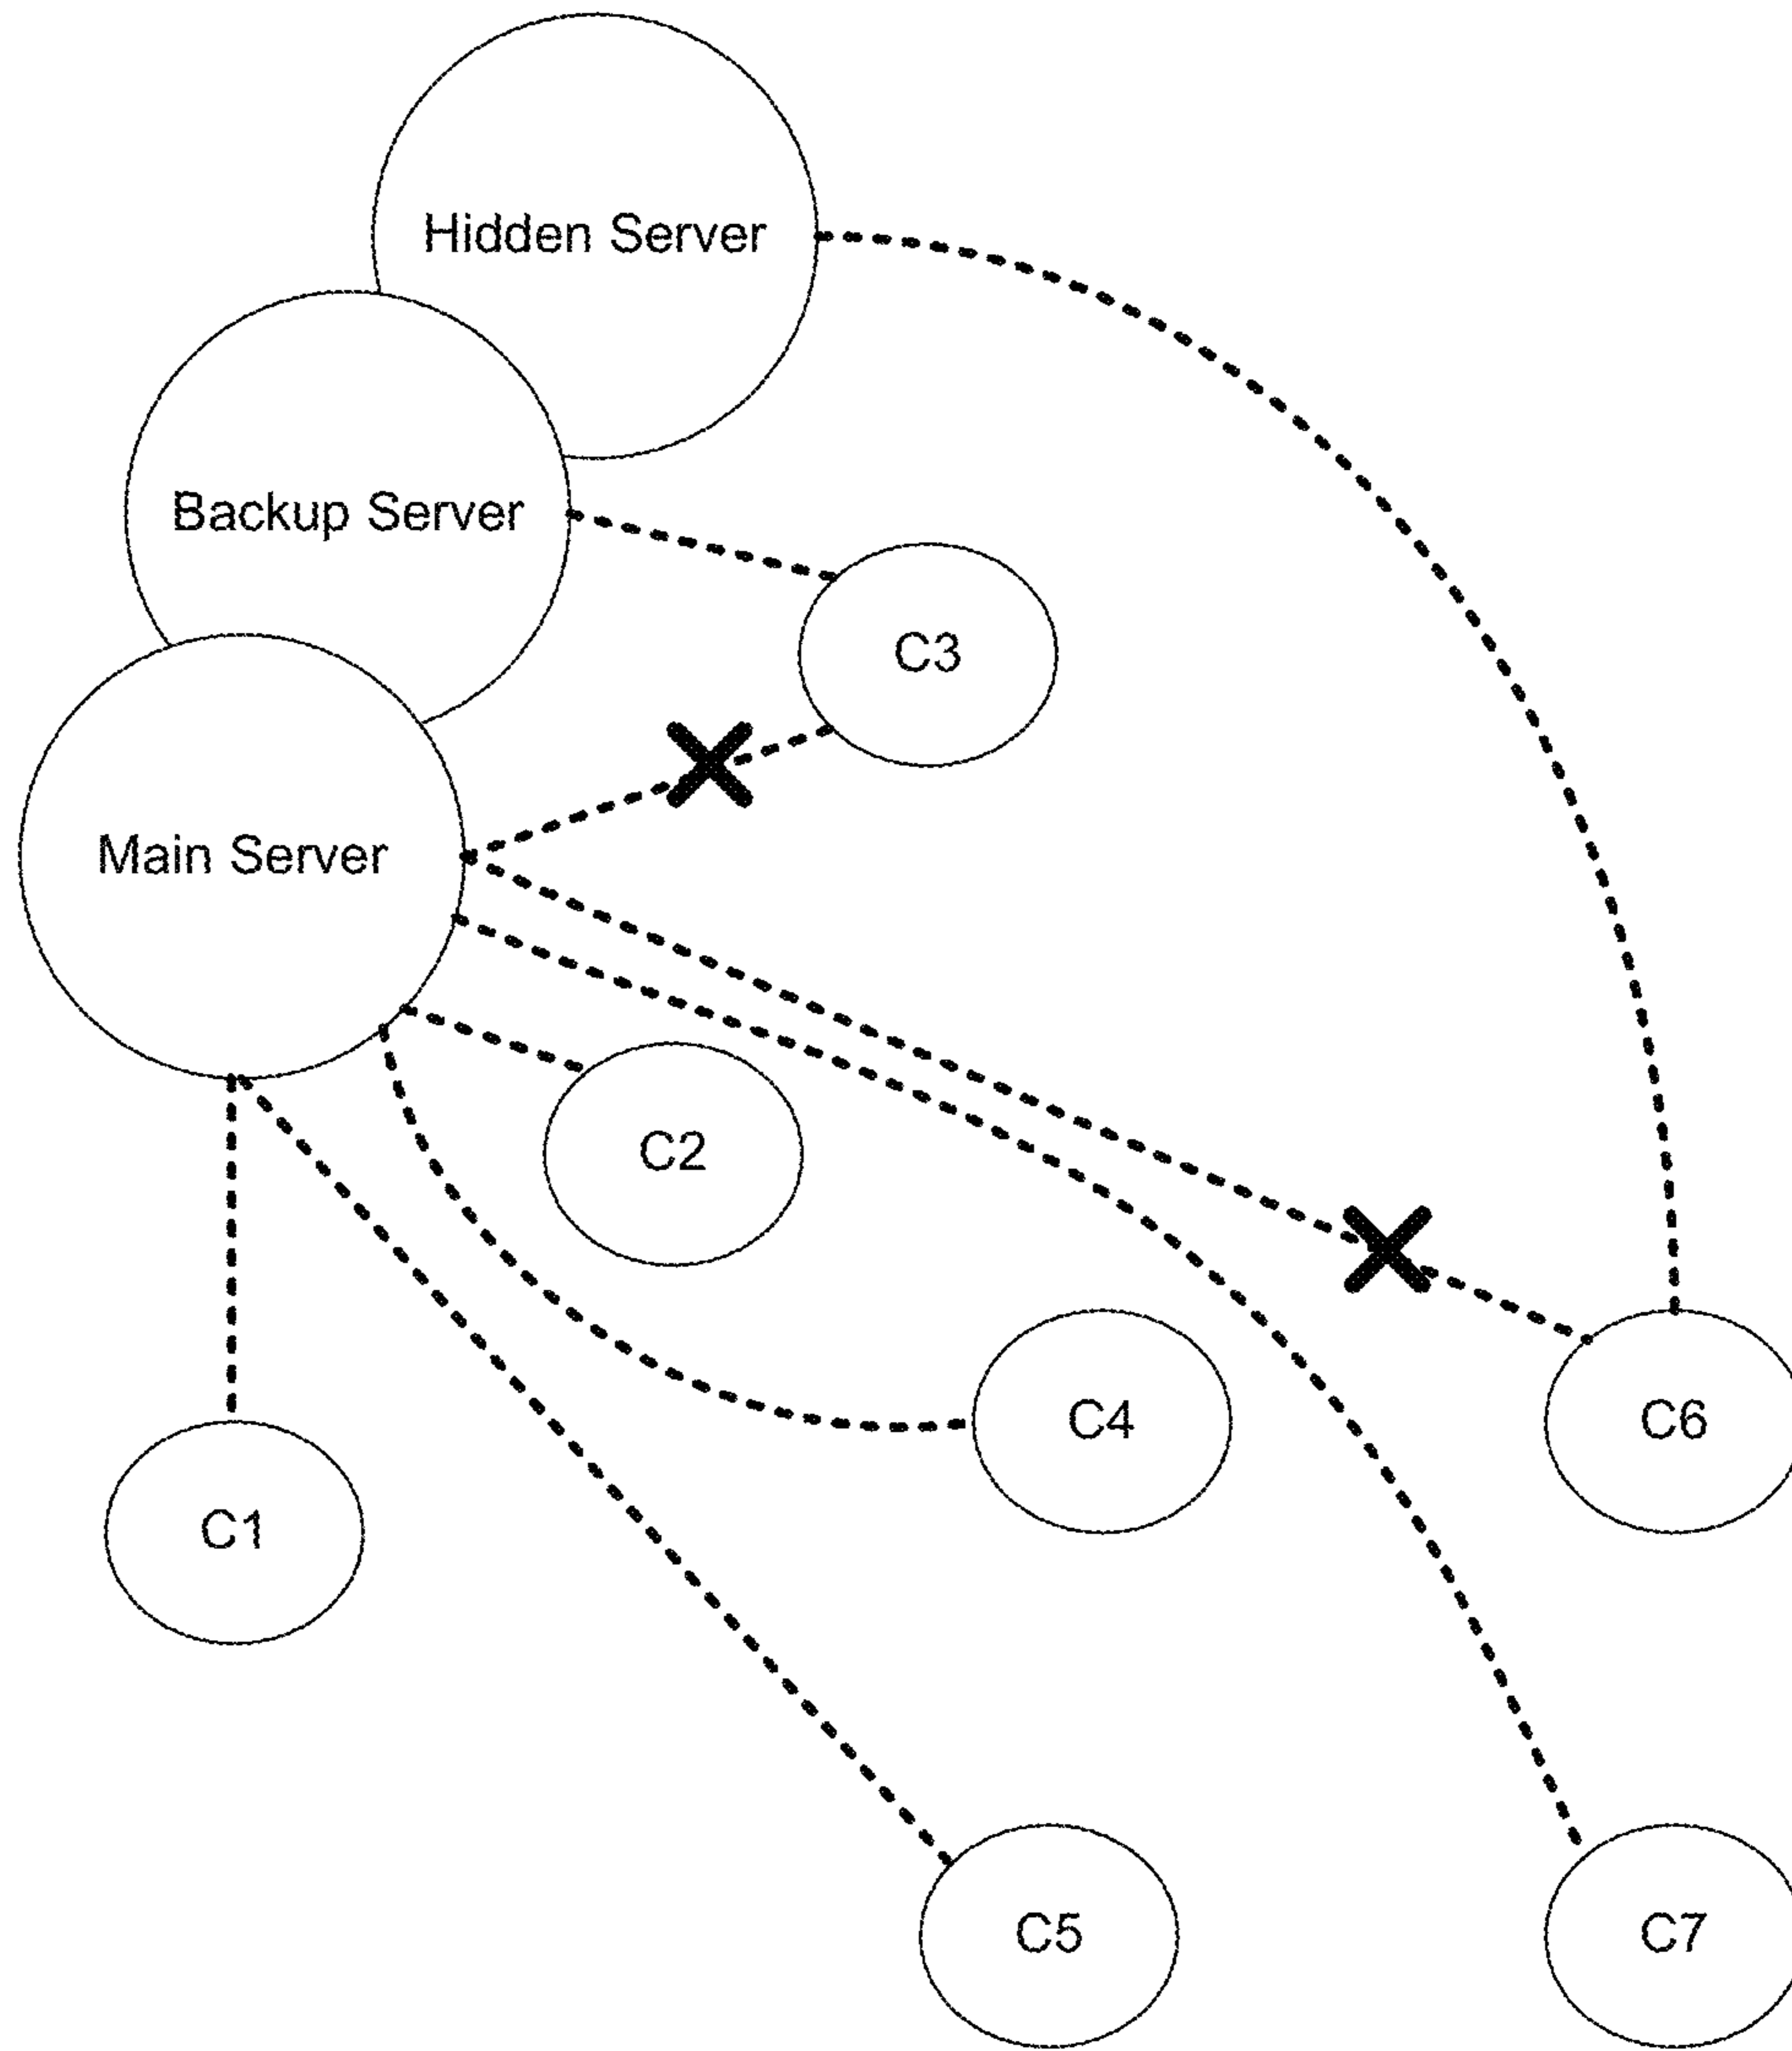 Hidden Server
Backup Server
C3
Main Server
C2
C4
C6
C1
C5
C7